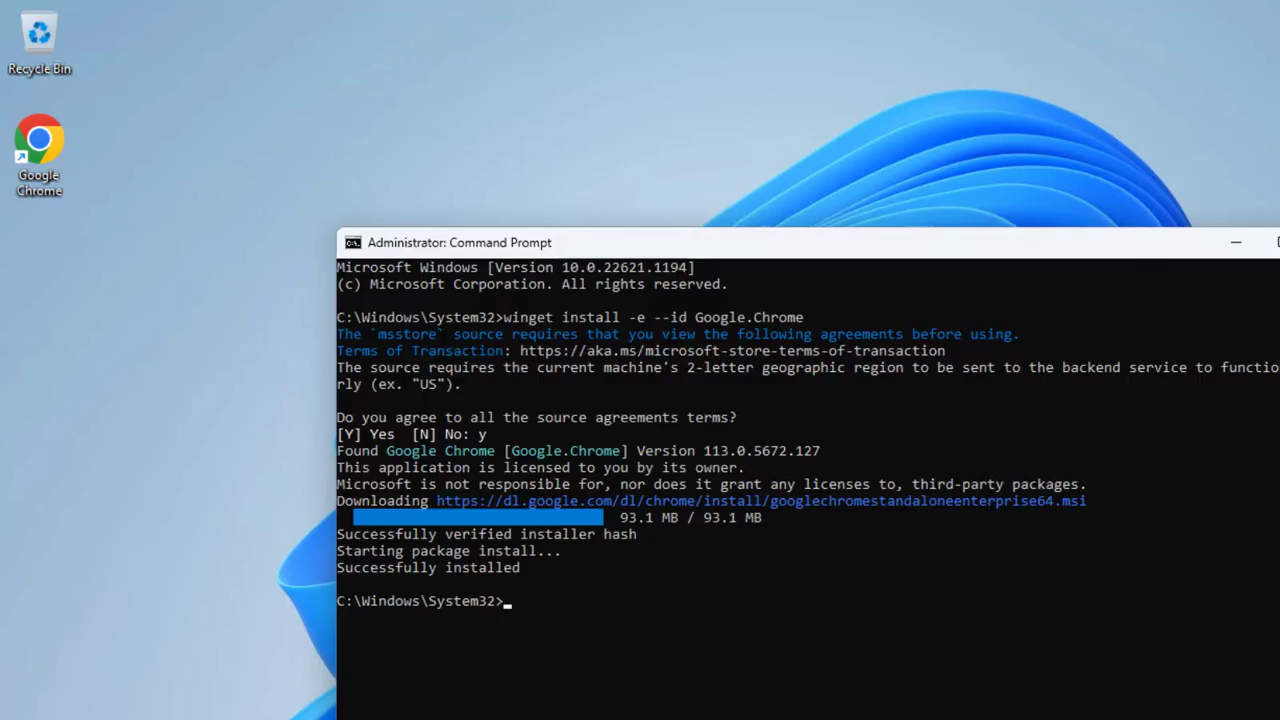 Recycle Bin
Google
Chrome
Administrator: Command Prompt
Microsoft Windows [Version 10.0.22621.1194]
(c) Microsoft Corporation. All rights reserved.
C:\Windows\System32>winget install -e --id Google.Chrome
The `msstore` source requires that you view the following agreements before using.
Terms of Transaction: https://aka.ms/microsoft-store-terms-of-transaction
The source requires the current machine's 2-letter geographic region to be sent to the backend service to functio
rly (ex. "US").
Do you agree to all the source agreements terms?
[Y] Yes  [N] No: y
Found Google Chrome [Google.Chrome] Version 113.0.5672.127
This application is licensed to you by its owner.
Microsoft is not responsible for, nor does it grant any licenses to, third-party packages.
Downloading https://dl.google.com/dl/chrome/install/googlechromestandaloneenterprise64.msi
93.1 MB / 93.1 MB
Successfully verified installer hash
Starting package install...
Successfully installed
C:\Windows\System32>